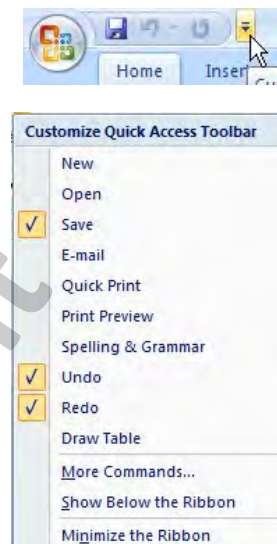 Home Inser
Customize Quick Access Toolbar
New
Open
Save
E-mail
Quick Print
Print Preview
Spelling & Grammar
Undo
Redo
Draw Table
More Commands...
Show Below the Ribbon
Minimize the Ribbon